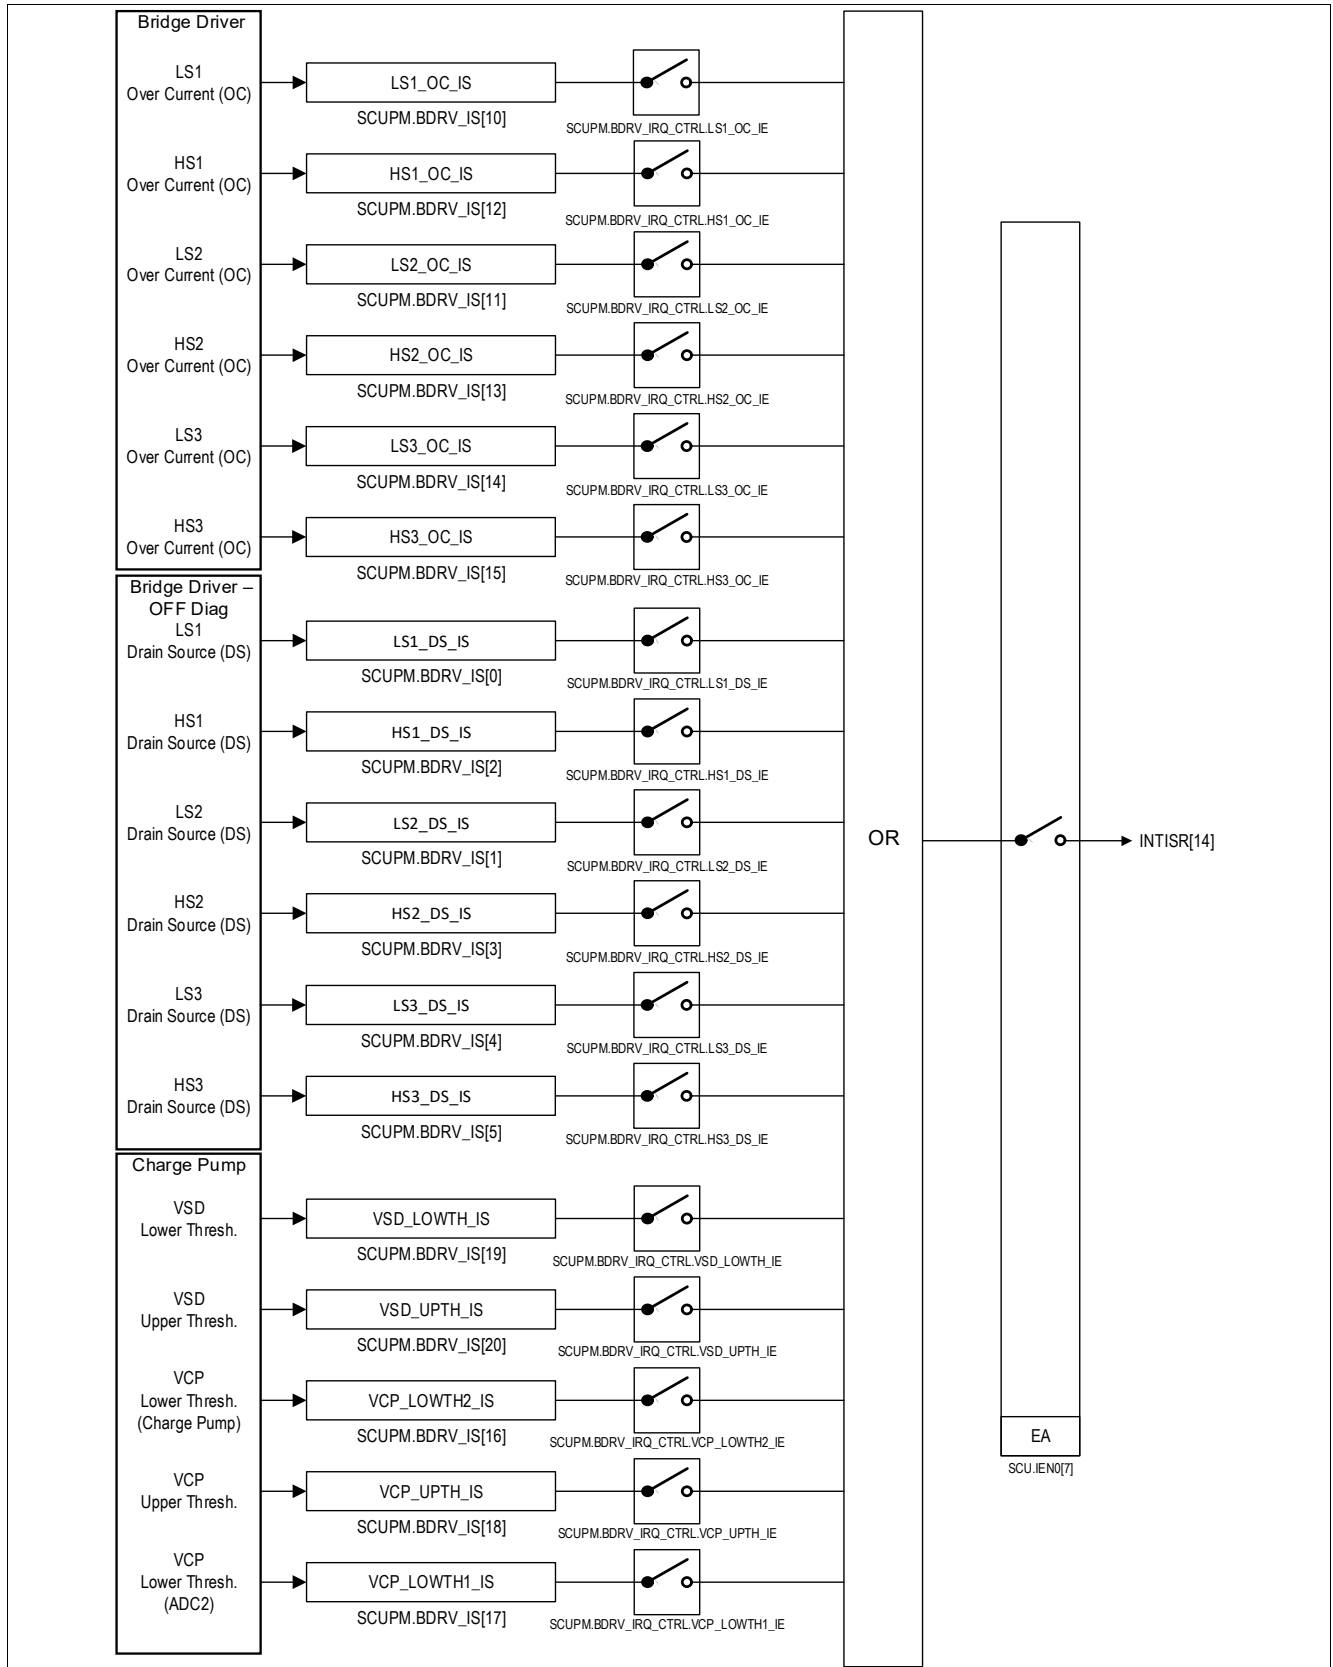 Bridge Driver
LS1
Over Current (OC)
LS1_OC_IS
SCUPM.BDRV_IS[10]
SCUPM.BDRV_IRQ_CTRL.LS1_OC_IE
HS1
Over Current (OC)
HS1_OC_IS
SCUPM.BDRV_IS[12]
SCUPM.BDRV_IRQ_CTRL.HS1_OC_IE
LS2
Over Current (OC)
LS2_OC_IS
SCUPM.BDRV_IS[11]
SCUPM.BDRV_IRQ_CTRL.LS2_OC_IE
HS2
Over Current (OC)
HS2_OC_IS
SCUPM.BDRV_IS[13]
SCUPM.BDRV_IRQ_CTRL.HS2_OC_IE
LS3
Over Current (OC)
LS3_OC_IS
SCUPM.BDRV_IS[14]
SCUPM.BDRV_IRQ_CTRL.LS3_OC_IE
HS3
Over Current (OC)
HS3_OC_IS
SCUPM.BDRV_IS[15]
SCUPM.BDRV_IRQ_CTRL.HS3_OC_IE
Bridge Driver –
OFF Diag
LS1
Drain Source (DS)
LS1_DS_IS
SCUPM.BDRV_IS[0]
SCUPM.BDRV_IRQ_CTRL.LS1_DS_IE
HS1
Drain Source (DS)
HS1_DS_IS
SCUPM.BDRV_IS[2]
SCUPM.BDRV_IRQ_CTRL.HS1_DS_IE
LS2
Drain Source (DS)
LS2_DS_IS
SCUPM.BDRV_IS[1]
SCUPM.BDRV_IRQ_CTRL.LS2_DS_IE
HS2
Drain Source (DS)
HS2_DS_IS
SCUPM.BDRV_IS[3]
SCUPM.BDRV_IRQ_CTRL.HS2_DS_IE
LS3
Drain Source (DS)
LS3_DS_IS
SCUPM.BDRV_IS[4]
SCUPM.BDRV_IRQ_CTRL.LS3_DS_IE
HS3
Drain Source (DS)
HS3_DS_IS
SCUPM.BDRV_IS[5]
SCUPM.BDRV_IRQ_CTRL.HS3_DS_IE
Charge Pump
VSD
Lower Thresh.
VSD_LOWTH_IS
SCUPM.BDRV_IS[19]
SCUPM.BDRV_IRQ_CTRL.VSD_LOWTH_IE
VSD
Upper Thresh.
VSD_UPTH_IS
SCUPM.BDRV_IS[20]
SCUPM.BDRV_IRQ_CTRL.VSD_UPTH_IE
VCP
Lower Thresh.
(Charge Pump)
VCP_LOWTH2_IS
SCUPM.BDRV_IS[16]
SCUPM.BDRV_IRQ_CTRL.VCP_LOWTH2_IE
VCP
Upper Thresh.
VCP_UPTH_IS
SCUPM.BDRV_IS[18]
SCUPM.BDRV_IRQ_CTRL.VCP_UPTH_IE
VCP
Lower Thresh.
(ADC2)
VCP_LOWTH1_IS
SCUPM.BDRV_IS[17]
SCUPM.BDRV_IRQ_CTRL.VCP_LOWTH1_IE
OR
INTISR[14]
EA
SCU.IEN0[7]